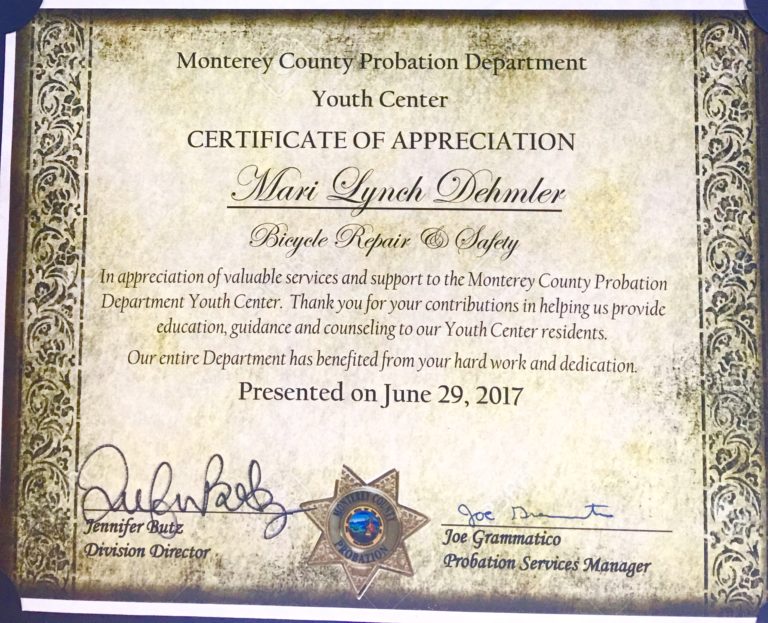 Monterey County Probation Department
Youth Center
CERTIFICATE OF APPRECIATION
Mari Lynch Dehmler
Bicycle Repair & Safety
In appreciation of valuable services and support to the Monterey County Probation
Department Youth Center. Thank you for your contributions in helping us provide
education, guidance and counseling to our Youth Center residents.
Our entire Department has benefited from your hard work and dedication.
Presented on June 29, 2017
Jennifer Butz
Division Director
MONTEREY COUNTY
PROBATION
Joe Grammatico
Probation Services Manager